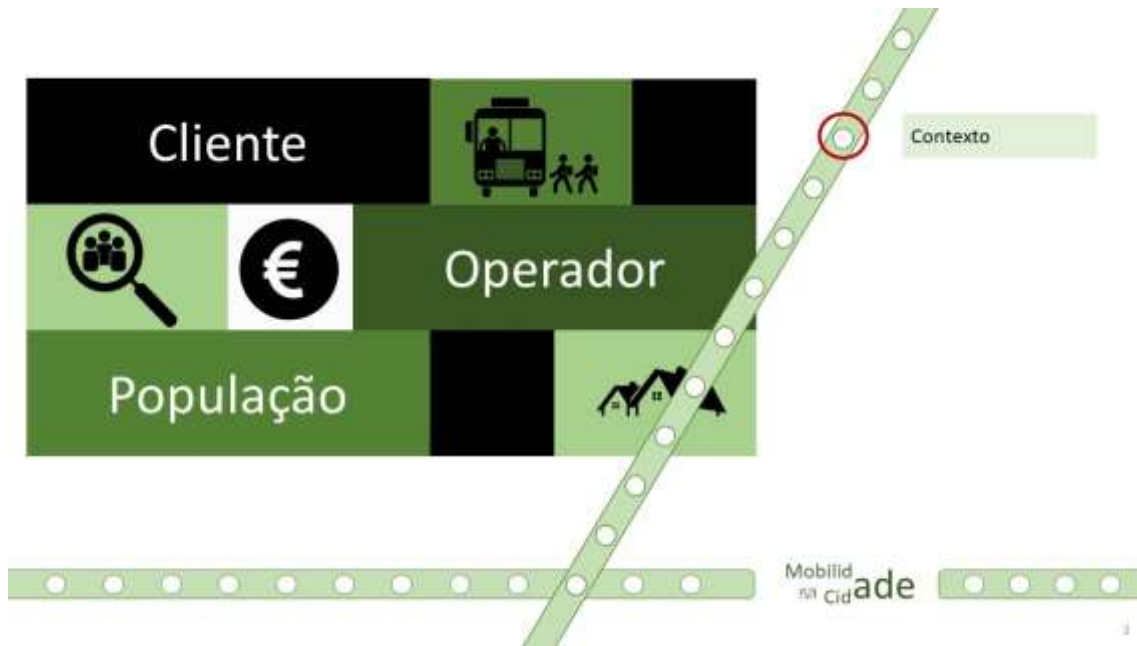 Cliente
Contexto
€
Operador
População
Mobilid
na Cidade